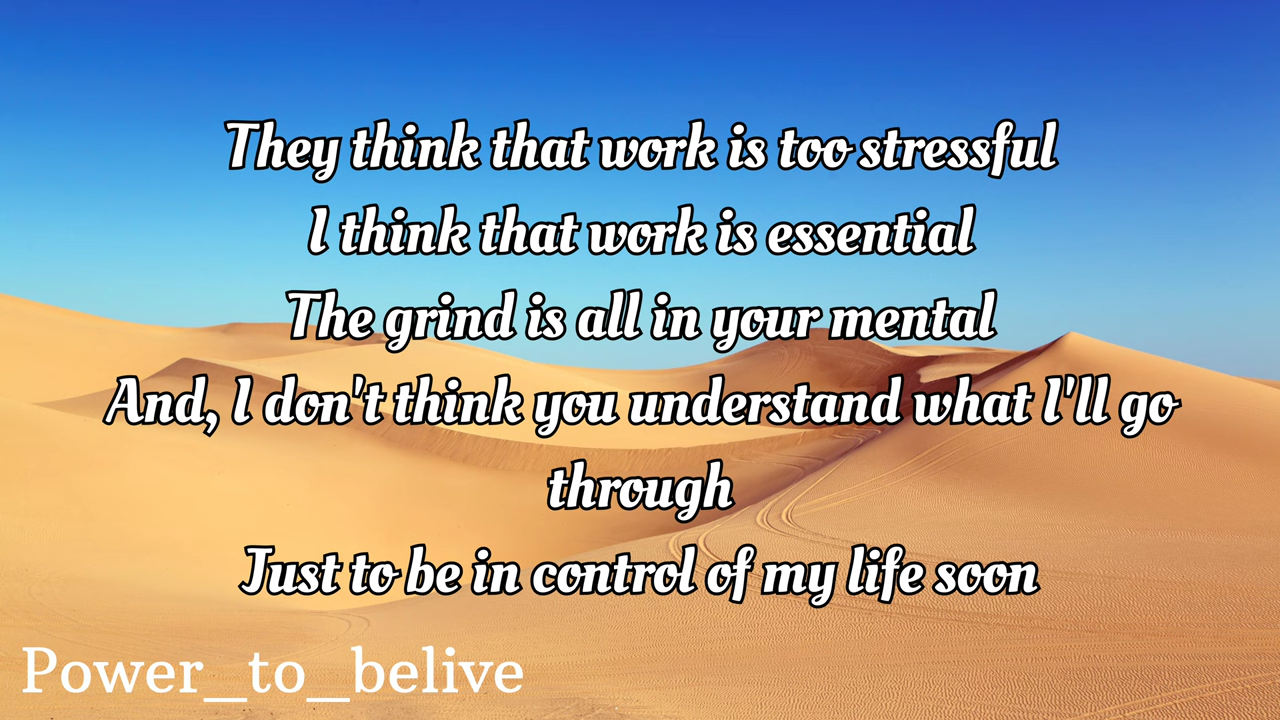 They think that work is too stressful
I think that work is essential
The grind is all in your mental
And, I don't think you understand what I'll go
through
Just to be in control of my life soon
Power_to_belive